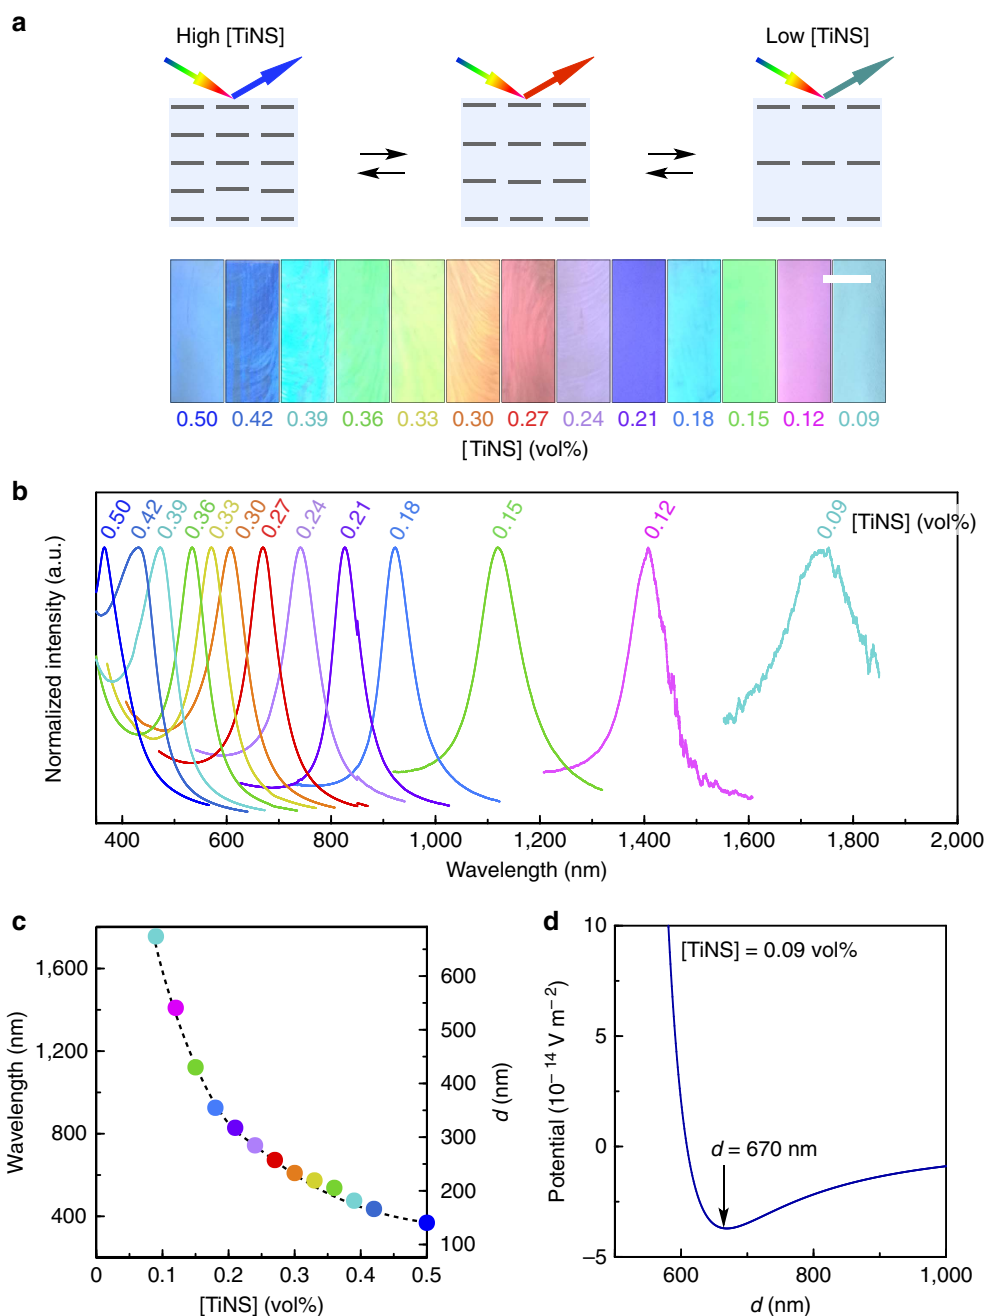 a
High [TiNS]
Low [TiNS]
0.50 0.42 0.39 0.36 0.33 0.30 0.27 0.24 0.21 0.18 0.15 0.12 0.09
[TiNS] (vol%)
b
0.50 0.42 0.39 0.36 0.33 0.30 0.27 0.24 0.21 0.18 0.15 0.12 0.09 [TiNS] (vol%)
Normalized intensity (a.u.)
400 600 800 1,000 1,200 1,400 1,600 1,800 2,000
Wavelength (nm)
c
Wavelength (nm)
1,600
1,200
800
400
600
500
400
300
200
100
d (nm)
0 0.1 0.2 0.3 0.4 0.5
[TiNS] (vol%)
d
Potential (10⁻¹⁴ V m⁻²)
10
5
0
−5
[TiNS] = 0.09 vol%
d = 670 nm
600 800 1,000
d (nm)